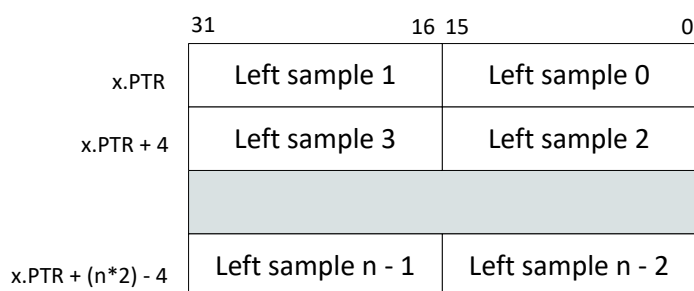 31 16 15 0
x.PTR Left sample 1 Left sample 0
x.PTR + 4 Left sample 3 Left sample 2
x.PTR + (n*2) - 4 Left sample n - 1 Left sample n - 2